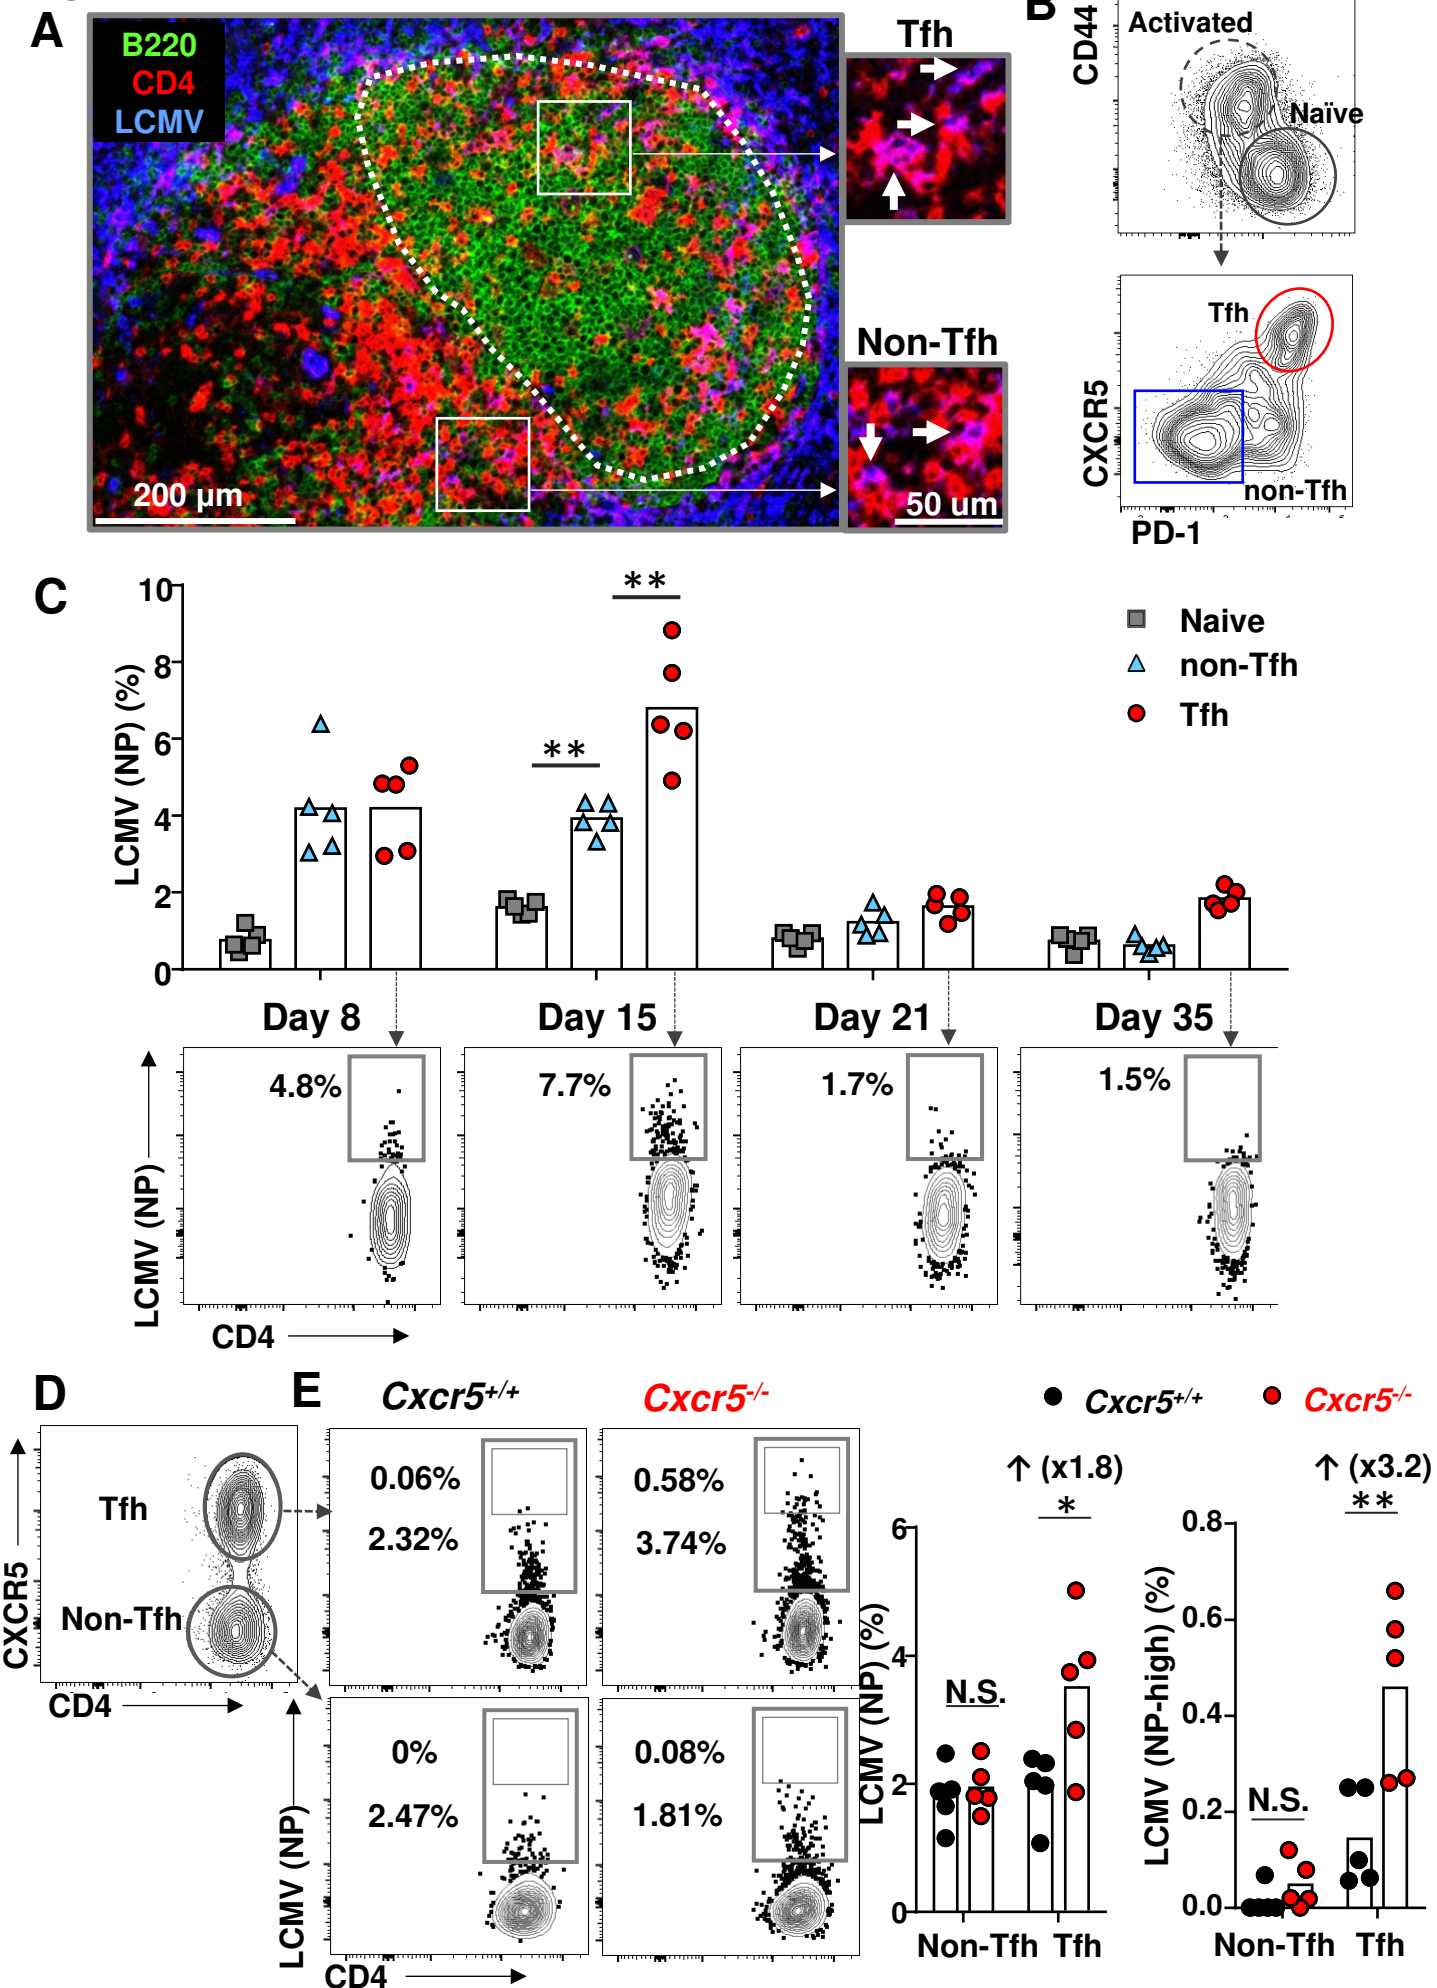 A
B220
CD4
LCMV
200 µm
Tfh
Non-Tfh
50 um
B
CD44
Activated
Naïve
CXCR5
Tfh
non-Tfh
PD-1
C
LCMV (NP) (%)
10
8
6
4
2
0
**
**
Naive
non-Tfh
Tfh
Day 8
Day 15
Day 21
Day 35
LCMV (NP)
4.8%
7.7%
1.7%
1.5%
CD4
D
CXCR5
Tfh
Non-Tfh
CD4
E
Cxcr5+/+
Cxcr5-/-
0.06%
2.32%
0.58%
3.74%
0%
2.47%
0.08%
1.81%
LCMV (NP)
CD4
Cxcr5+/+
Cxcr5-/-
↑ (x1.8)
*
N.S.
LCMV (NP) (%)
6
4
2
0
Non-Tfh Tfh
↑ (x3.2)
**
N.S.
LCMV (NP-high) (%)
0.8
0.6
0.4
0.2
0.0
Non-Tfh Tfh